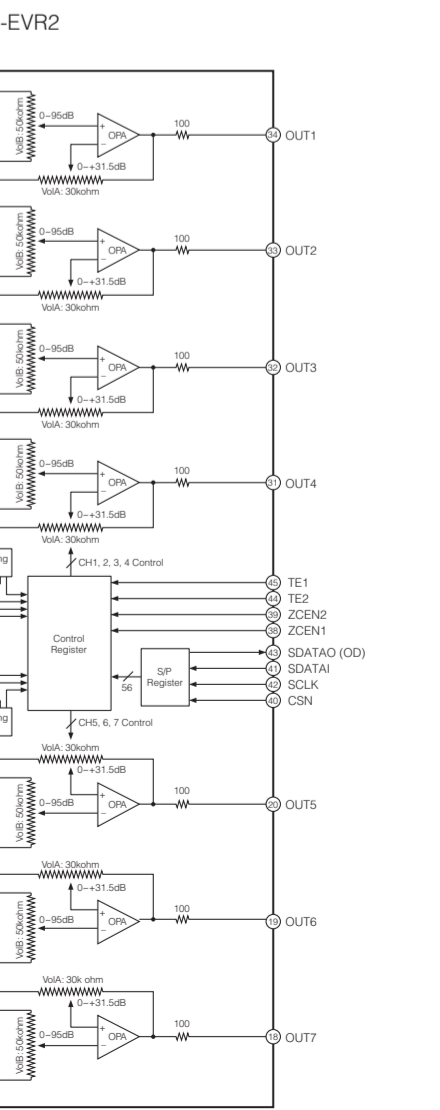 -EVR2
VolB: 50kohm
0~95dB
+
OPA
−
0~+31.5dB
VolA: 30kohm
100
34 OUT1
VolB: 50kohm
0~95dB
+
OPA
−
0~+31.5dB
VolA: 30kohm
100
33 OUT2
VolB: 50kohm
0~95dB
+
OPA
−
0~+31.5dB
VolA: 30kohm
100
32 OUT3
VolB: 50kohm
0~95dB
+
OPA
−
0~+31.5dB
VolA: 30kohm
100
31 OUT4
ng
CH1, 2, 3, 4 Control
45 TE1
44 TE2
39 ZCEN2
38 ZCEN1
Control
Register
43 SDATAO (OD)
41 SDATAI
42 SCLK
40 CSN
S/P
Register
56
ng
CH5, 6, 7 Control
VolA: 30kohm
0~+31.5dB
VolB: 50kohm
0~95dB
+
OPA
−
100
20 OUT5
VolA: 30kohm
0~+31.5dB
VolB: 50kohm
0~95dB
+
OPA
−
100
19 OUT6
VolA: 30k ohm
0~+31.5dB
VolB: 50kohm
0~95dB
+
OPA
−
100
18 OUT7